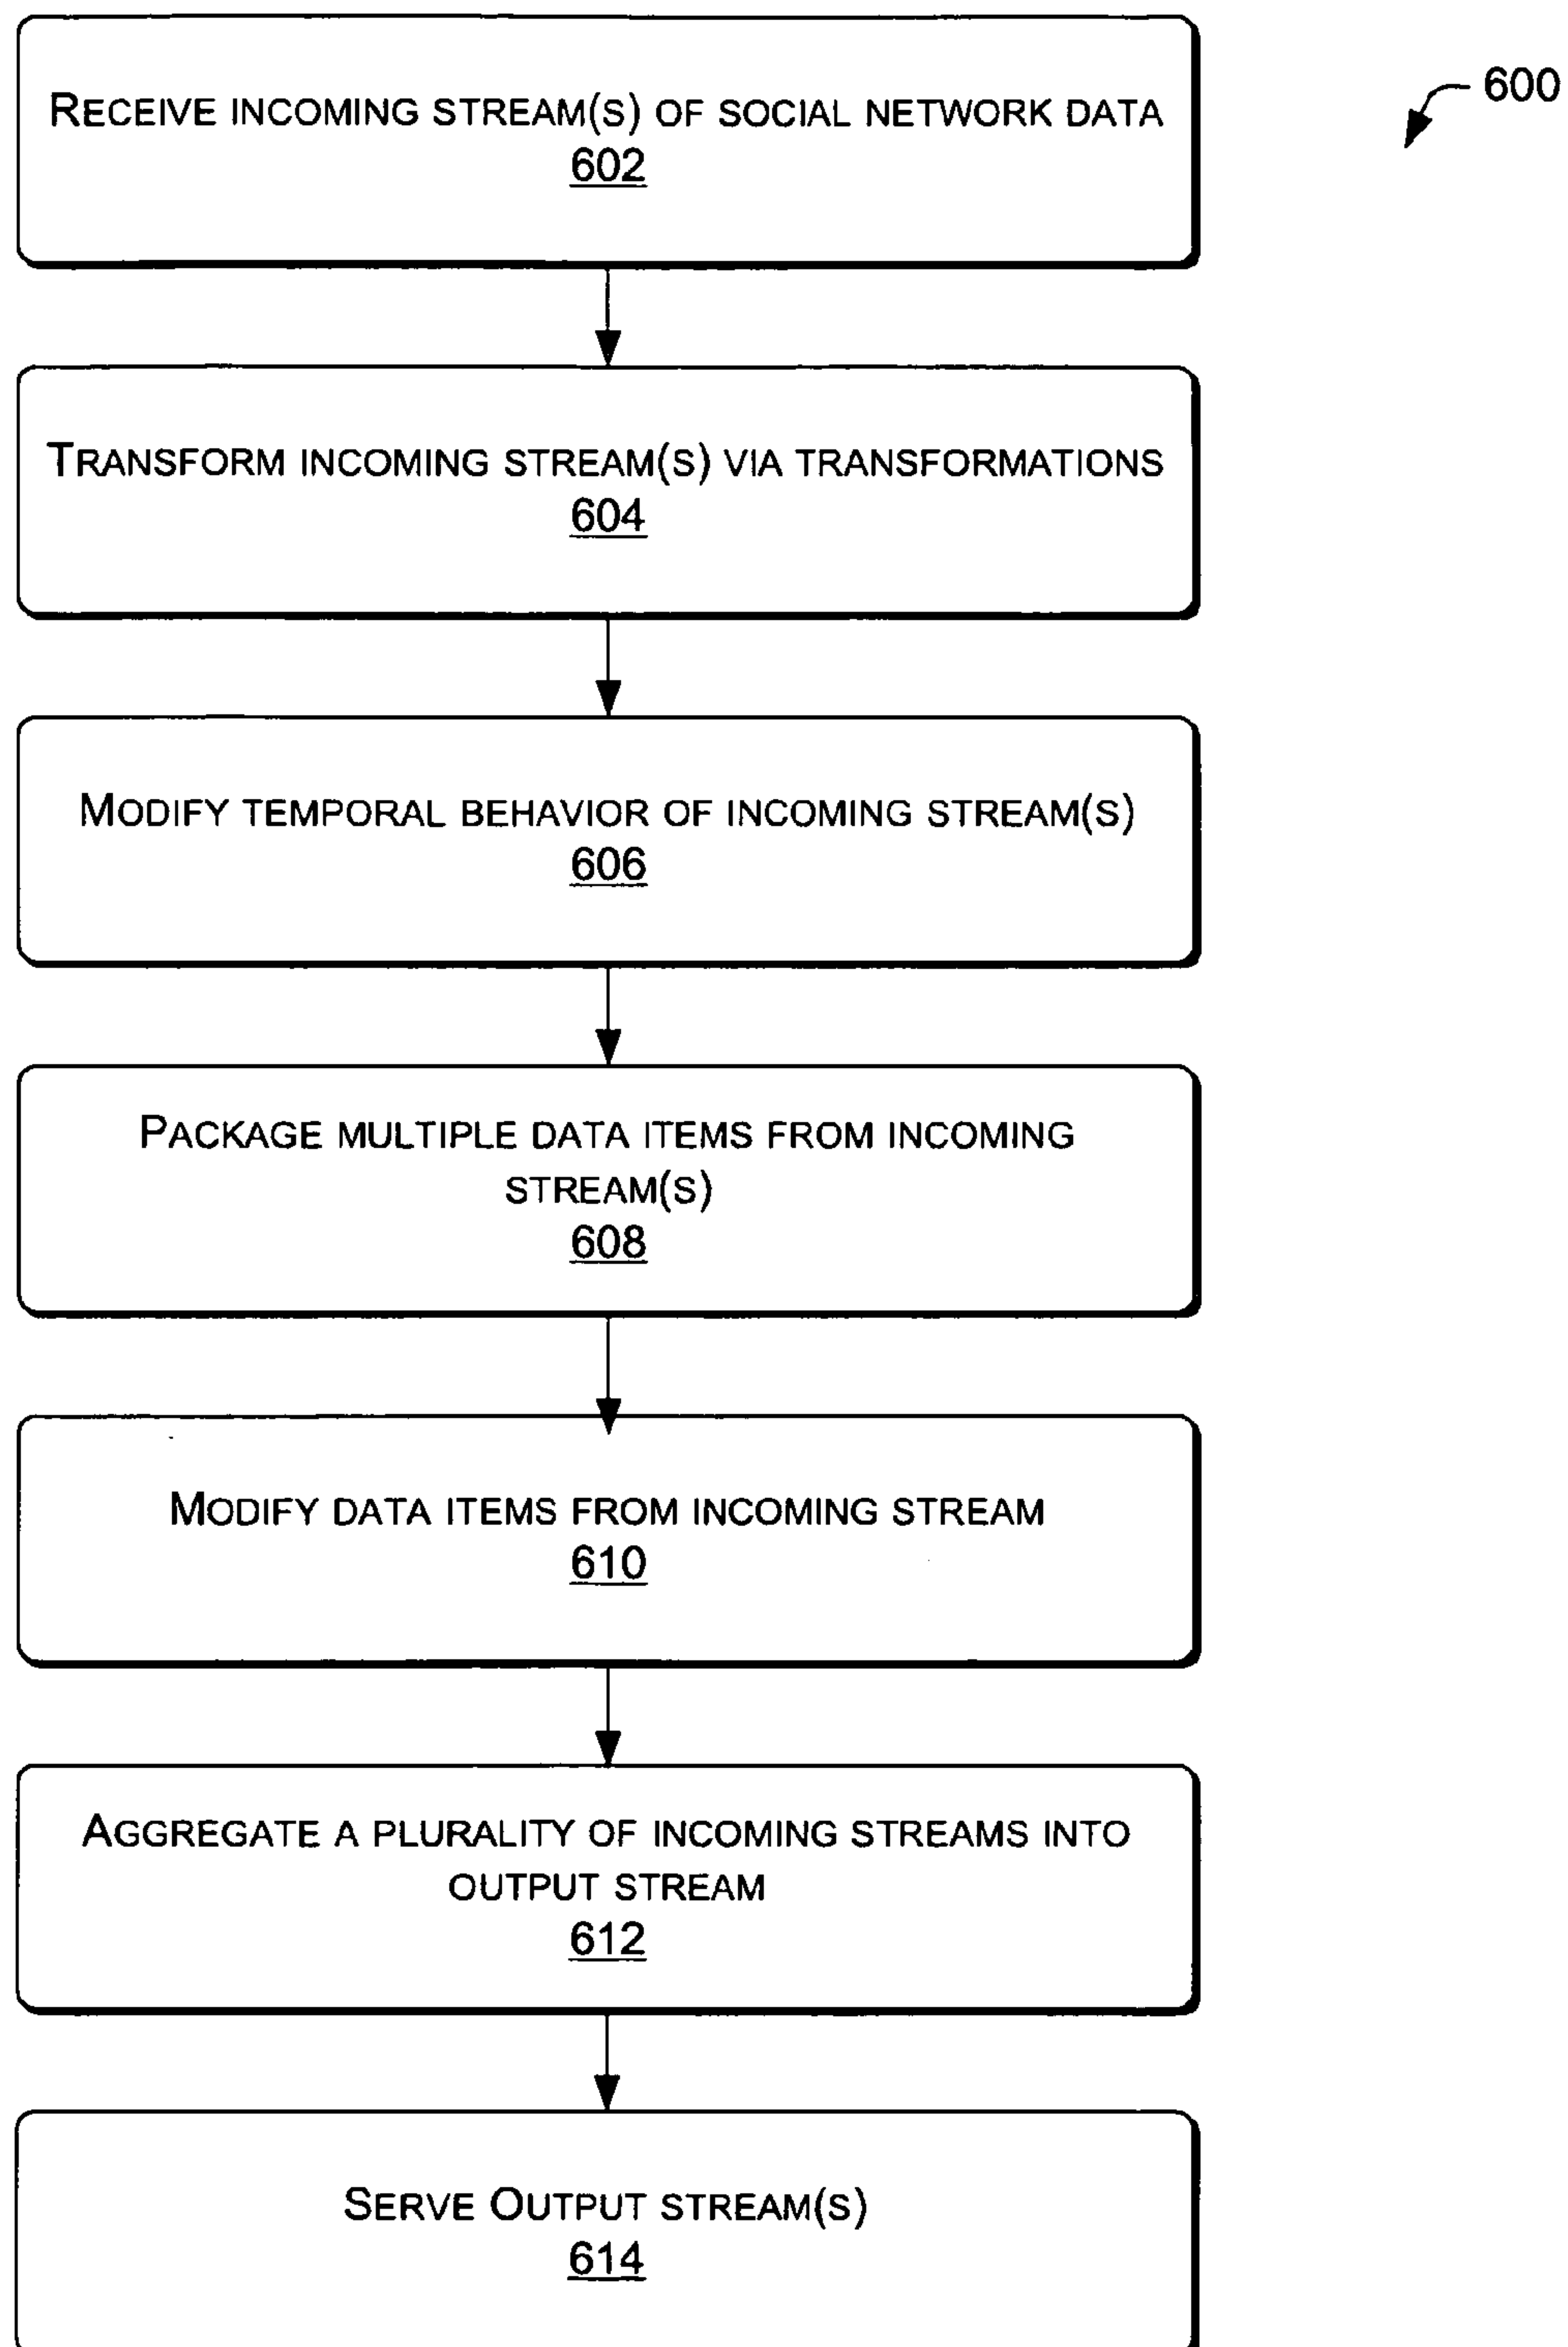 RECEIVE INCOMING STREAM(S) OF SOCIAL NETWORK DATA
602
600
TRANSFORM INCOMING STREAM(S) VIA TRANSFORMATIONS
604
MODIFY TEMPORAL BEHAVIOR OF INCOMING STREAM(S)
606
PACKAGE MULTIPLE DATA ITEMS FROM INCOMING
STREAM(S)
608
MODIFY DATA ITEMS FROM INCOMING STREAM
610
AGGREGATE A PLURALITY OF INCOMING STREAMS INTO
OUTPUT STREAM
612
SERVE OUTPUT STREAM(S)
614